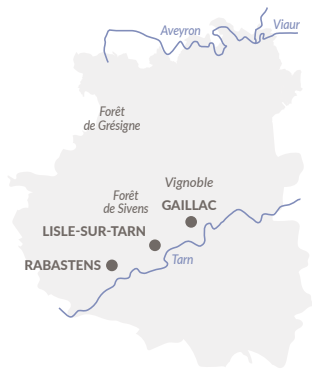 Aveyron
Viaur
Forêt
de Grésigne
Forêt
de Sivens
Vignoble
GAILLAC
LISLE-SUR-TARN
RABASTENS
Tarn